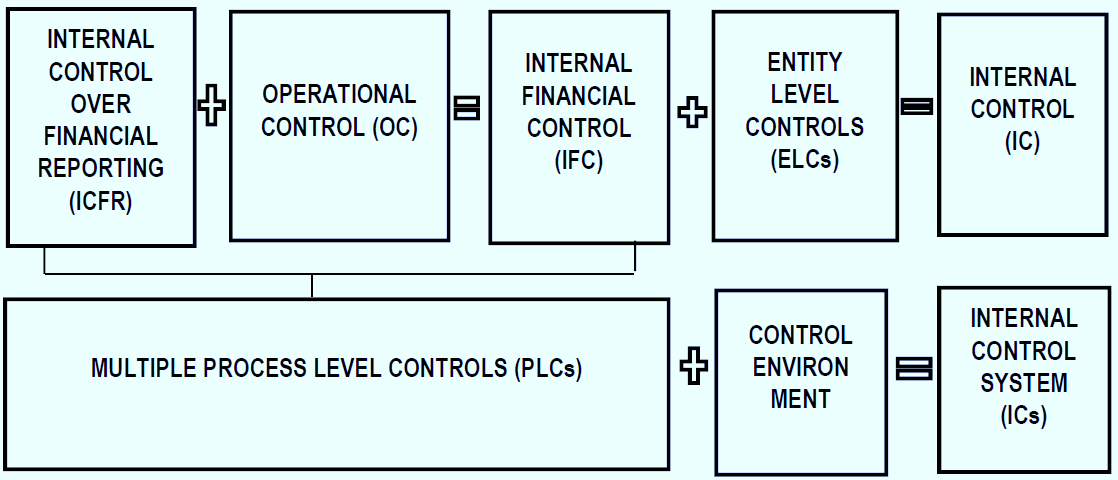 INTERNAL
CONTROL
OVER
FINANCIAL
REPORTING
(ICFR)
OPERATIONAL
CONTROL (OC)
INTERNAL
FINANCIAL
CONTROL
(IFC)
ENTITY
LEVEL
CONTROLS
(ELCs)
INTERNAL
CONTROL
(IC)
MULTIPLE PROCESS LEVEL CONTROLS (PLCs)
CONTROL
ENVIRON
MENT
INTERNAL
CONTROL
SYSTEM
(ICs)